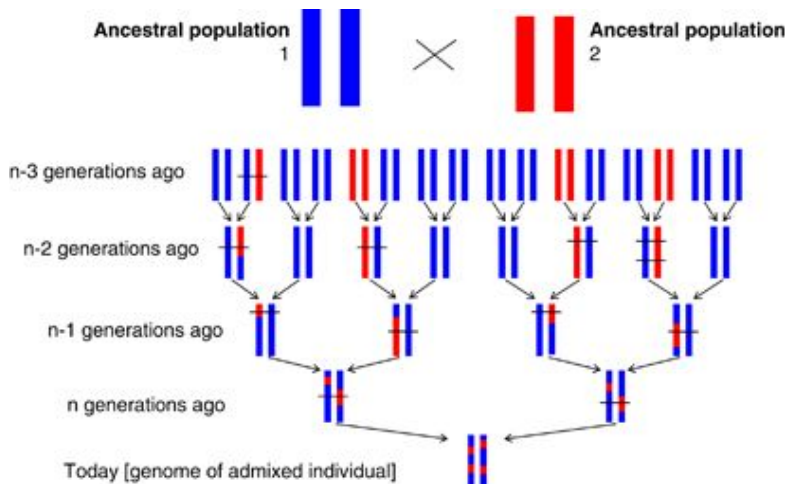 Ancestral population
1
Ancestral population
2
n-3 generations ago
n-2 generations ago
n-1 generations ago
n generations ago
Today [genome of admixed individual]